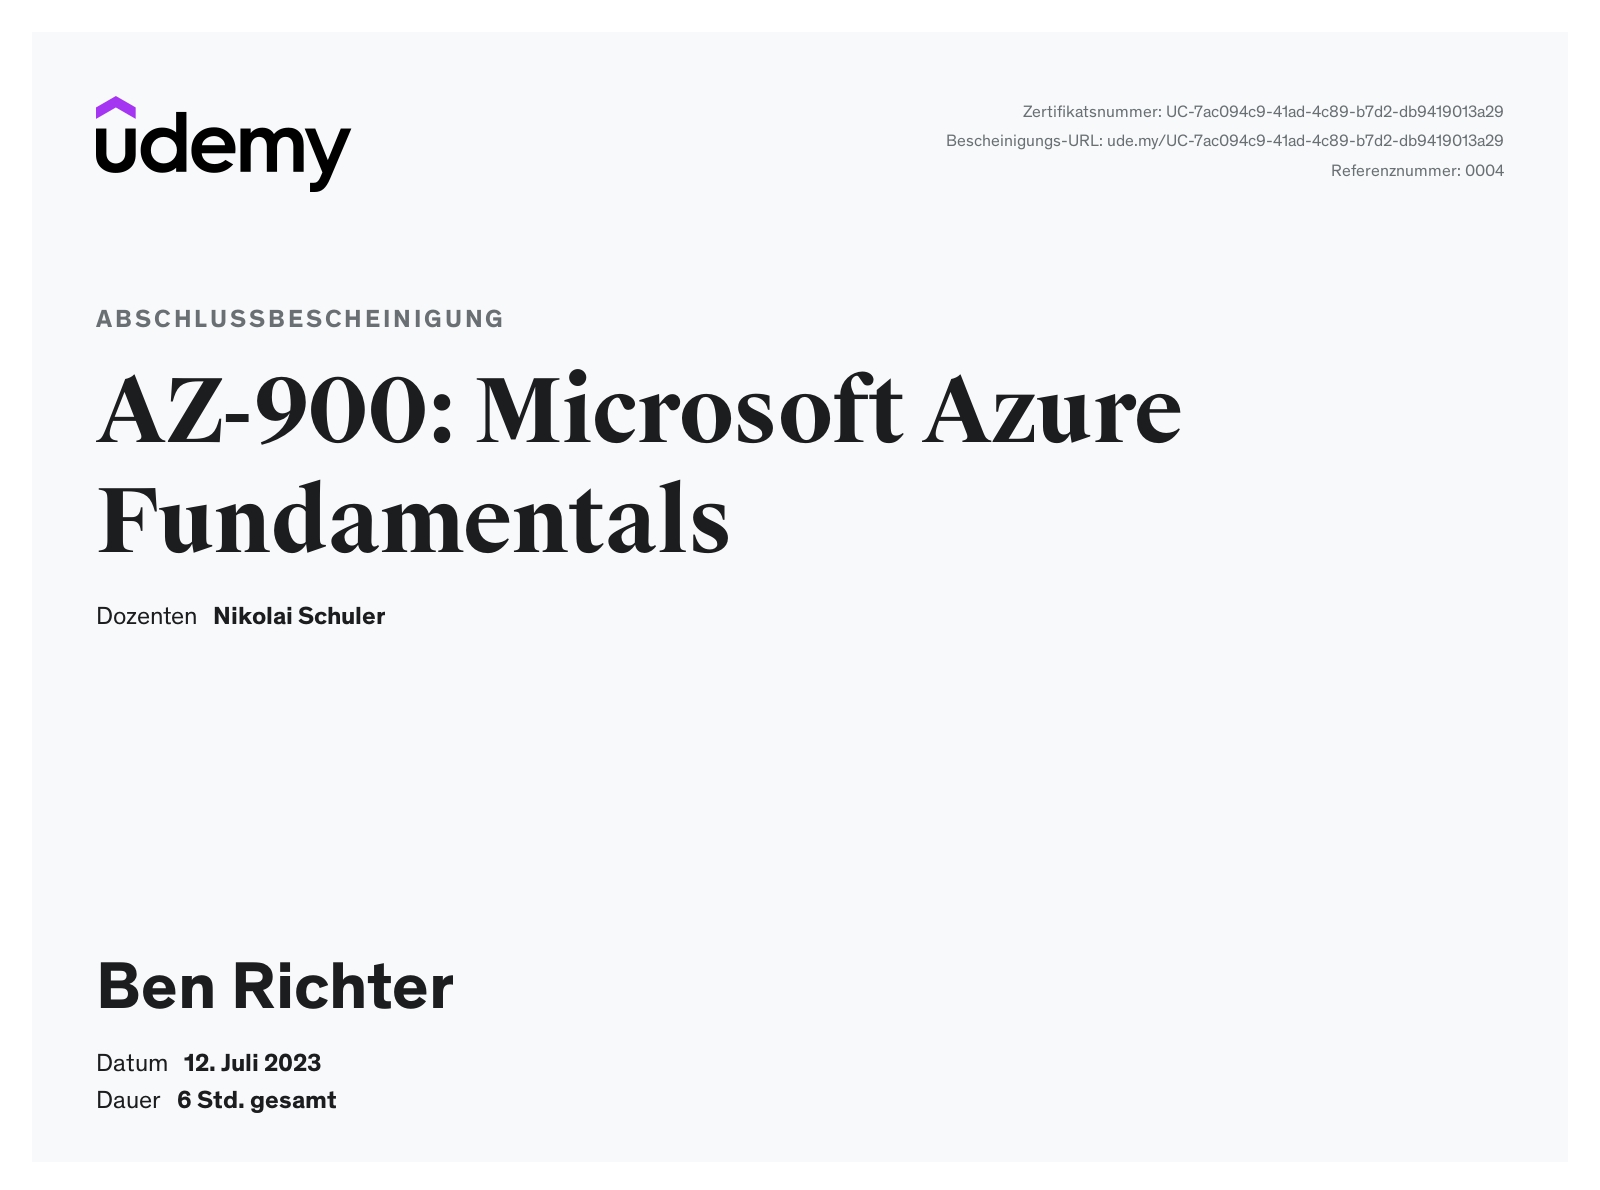 udemy
Zertifikatsnummer: UC-7ac094c9-41ad-4c89-b7d2-db9419013a29
Bescheinigungs-URL: ude.my/UC-7ac094c9-41ad-4c89-b7d2-db9419013a29
Referenznummer: 0004
ABSCHLUSSBESCHEINIGUNG
AZ-900: Microsoft Azure
Fundamentals
Dozenten Nikolai Schuler
Ben Richter
Datum 12. Juli 2023
Dauer 6 Std. gesamt